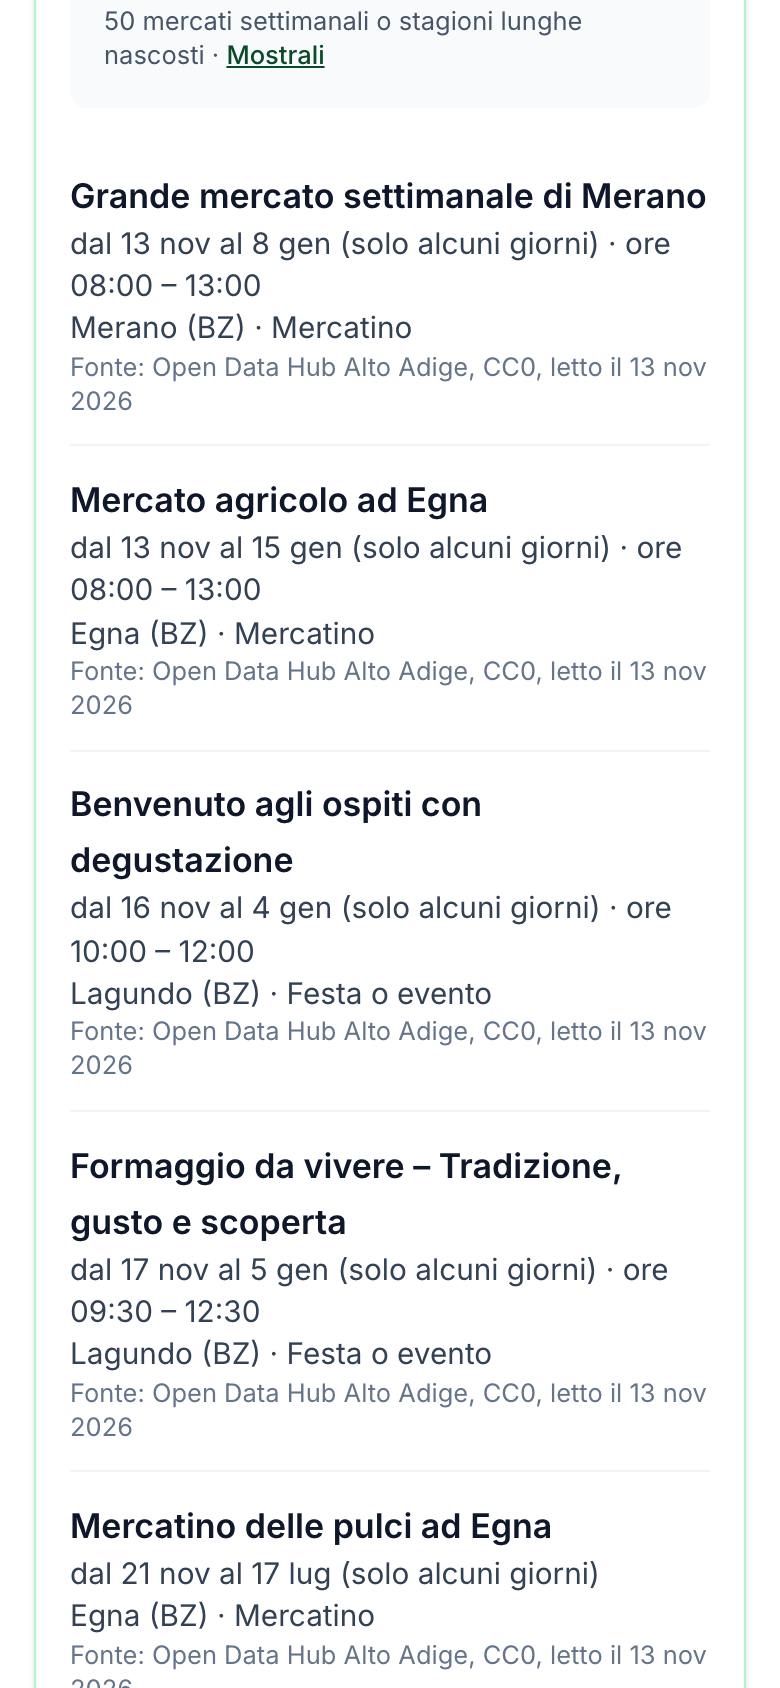 50 mercati settimanali o stagioni lunghe
nascosti · Mostrali
Grande mercato settimanale di Merano
dal 13 nov al 8 gen (solo alcuni giorni) · ore
08:00 – 13:00
Merano (BZ) · Mercatino
Fonte: Open Data Hub Alto Adige, CC0, letto il 13 nov
2026
Mercato agricolo ad Egna
dal 13 nov al 15 gen (solo alcuni giorni) · ore
08:00 – 13:00
Egna (BZ) · Mercatino
Fonte: Open Data Hub Alto Adige, CC0, letto il 13 nov
2026
Benvenuto agli ospiti con
degustazione
dal 16 nov al 4 gen (solo alcuni giorni) · ore
10:00 – 12:00
Lagundo (BZ) · Festa o evento
Fonte: Open Data Hub Alto Adige, CC0, letto il 13 nov
2026
Formaggio da vivere – Tradizione,
gusto e scoperta
dal 17 nov al 5 gen (solo alcuni giorni) · ore
09:30 – 12:30
Lagundo (BZ) · Festa o evento
Fonte: Open Data Hub Alto Adige, CC0, letto il 13 nov
2026
Mercatino delle pulci ad Egna
dal 21 nov al 17 lug (solo alcuni giorni)
Egna (BZ) · Mercatino
Fonte: Open Data Hub Alto Adige, CC0, letto il 13 nov
2026